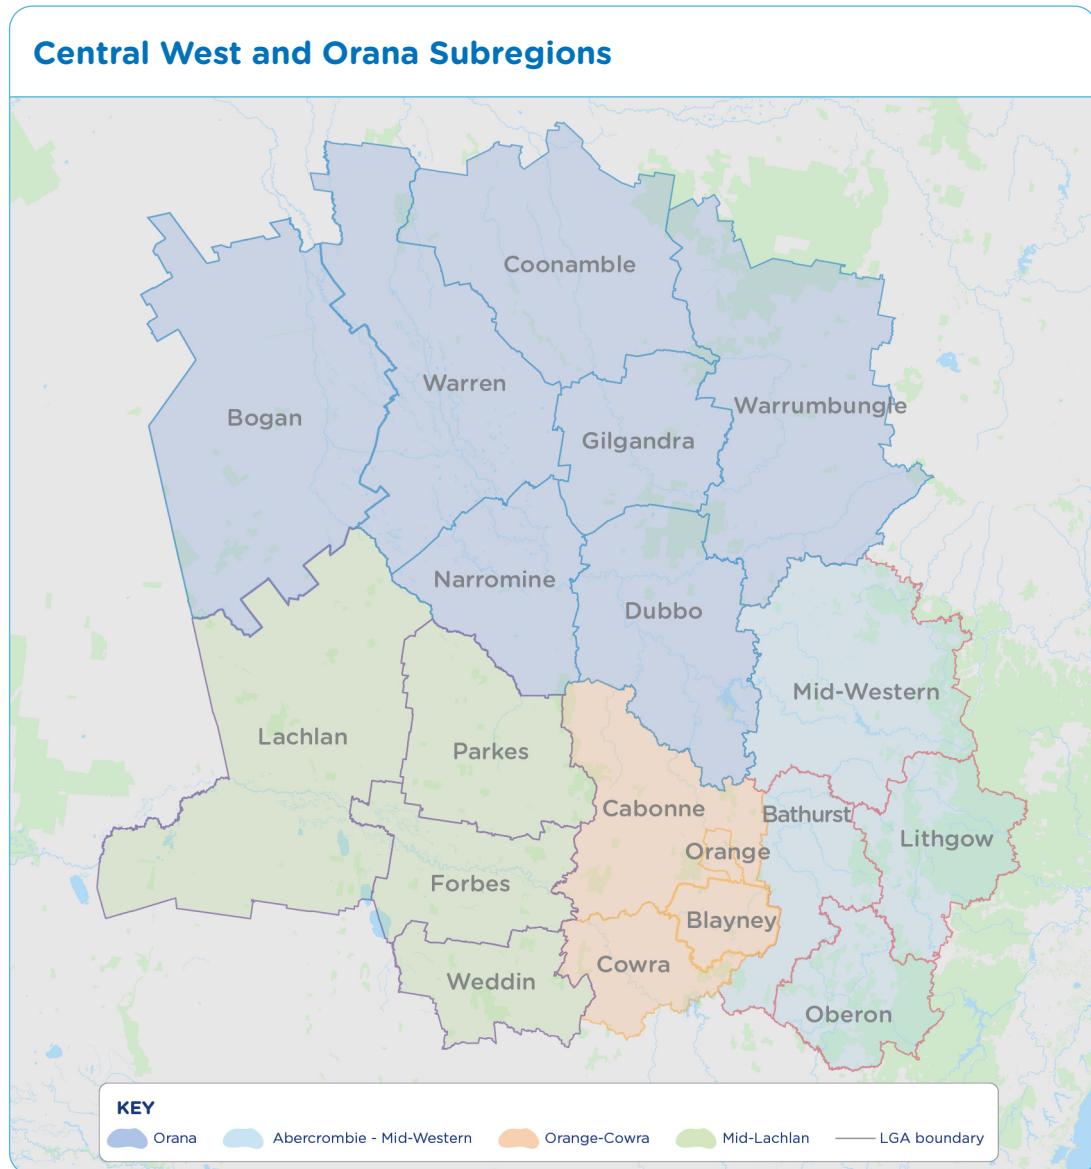 Central West and Orana Subregions
Coonamble
Warren
Warrumbungle
Bogan
Gilgandra
Narromine
Dubbo
Mid-Western
Lachlan
Parkes
Cabonne
Bathurst
Lithgow
Orange
Forbes
Blayney
Cowra
Weddin
Oberon
KEY
Orana
Abercrombie - Mid-Western
Orange-Cowra
Mid-Lachlan
LGA boundary